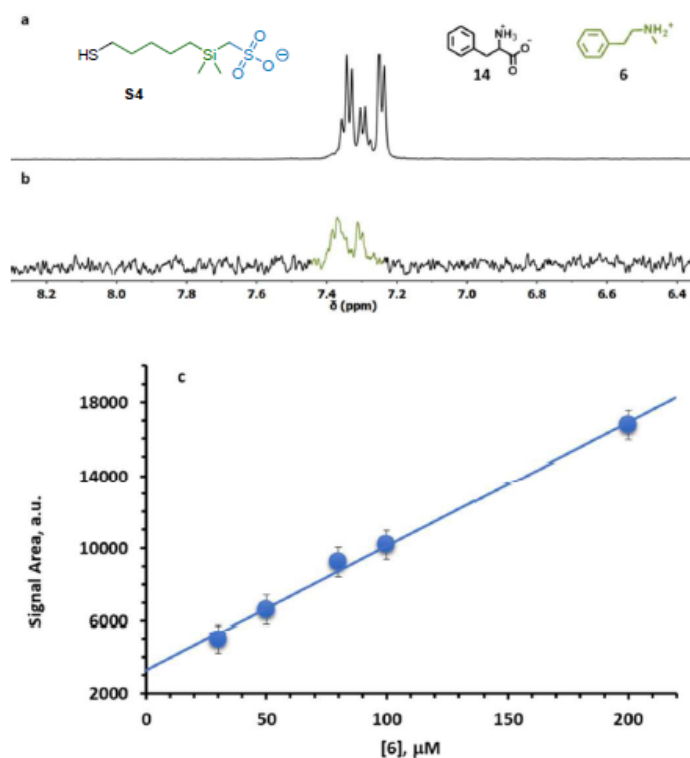 a
HS
Si
S
O
O
O
⊖
S4
NH₃
+
O
O⁻
14
NH₂⁺
6
b
8.2 8.0 7.8 7.6 7.4 7.2 7.0 6.8 6.6 6.4
δ (ppm)
c
18000
14000
10000
6000
2000
Signal Area, a.u.
0 50 100 150 200
[6], µM